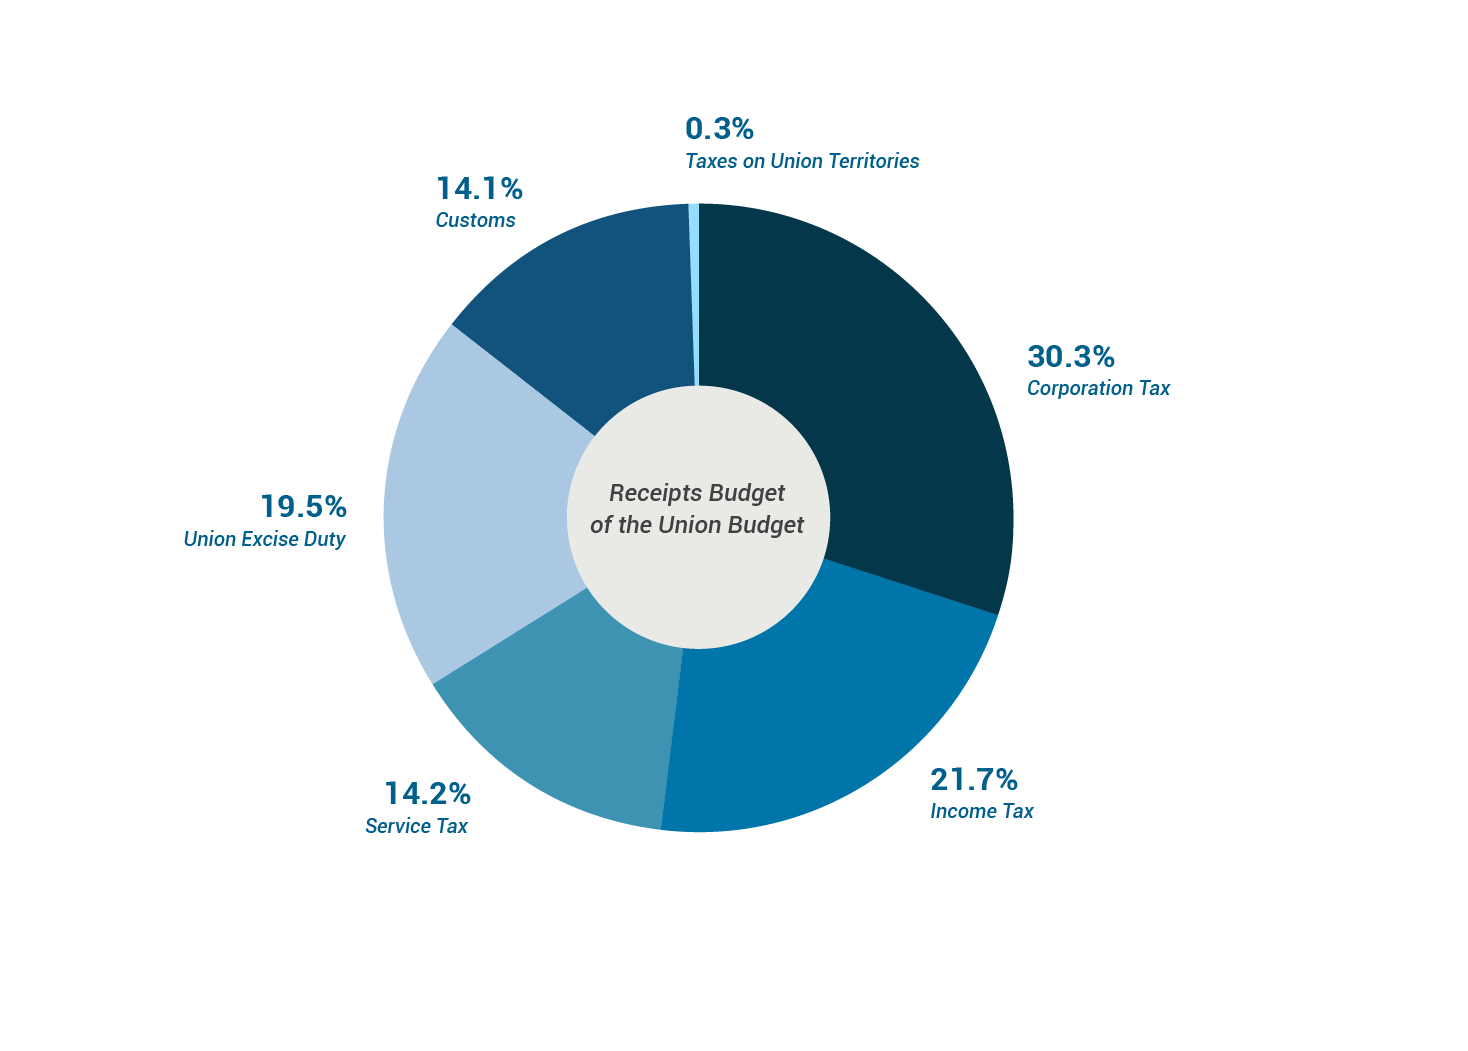 0.3%
Taxes on Union Territories
14.1%
Customs
30.3%
Corporation Tax
Receipts Budget
of the Union Budget
19.5%
Union Excise Duty
21.7%
Income Tax
14.2%
Service Tax